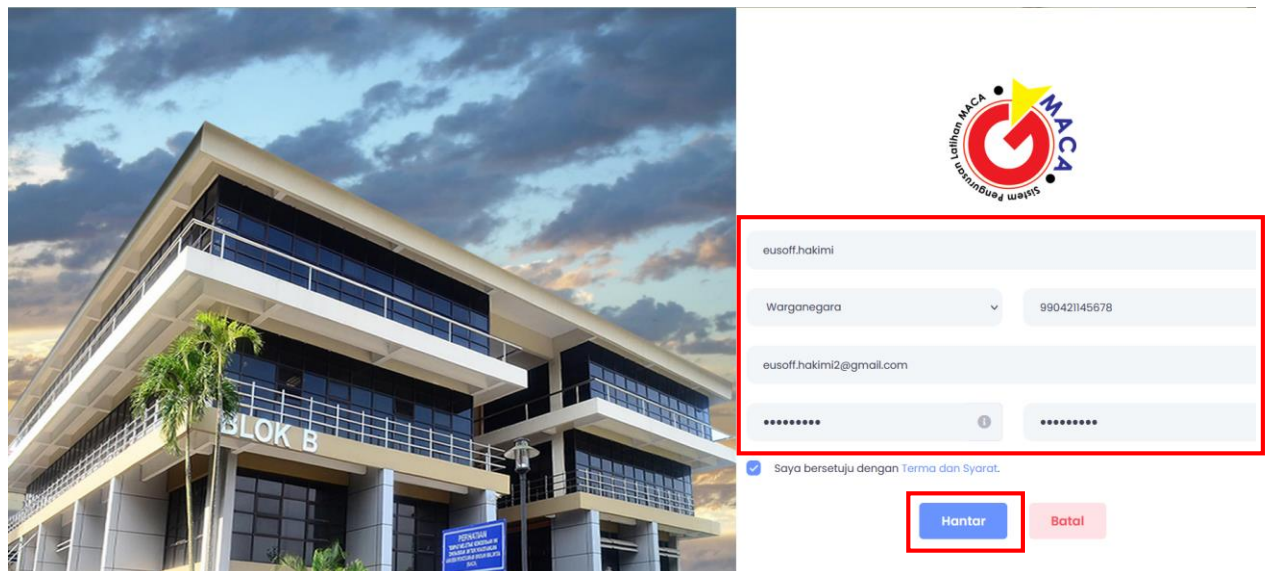 Sistem Pengurusan Latihan MACA
MACA
eusoff.hakimi
Warganegara
990421145678
eusoff.hakimi2@gmail.com
Saya bersetuju dengan Terma dan Syarat.
Hantar
Batal
BLOK B
PERHATIAN